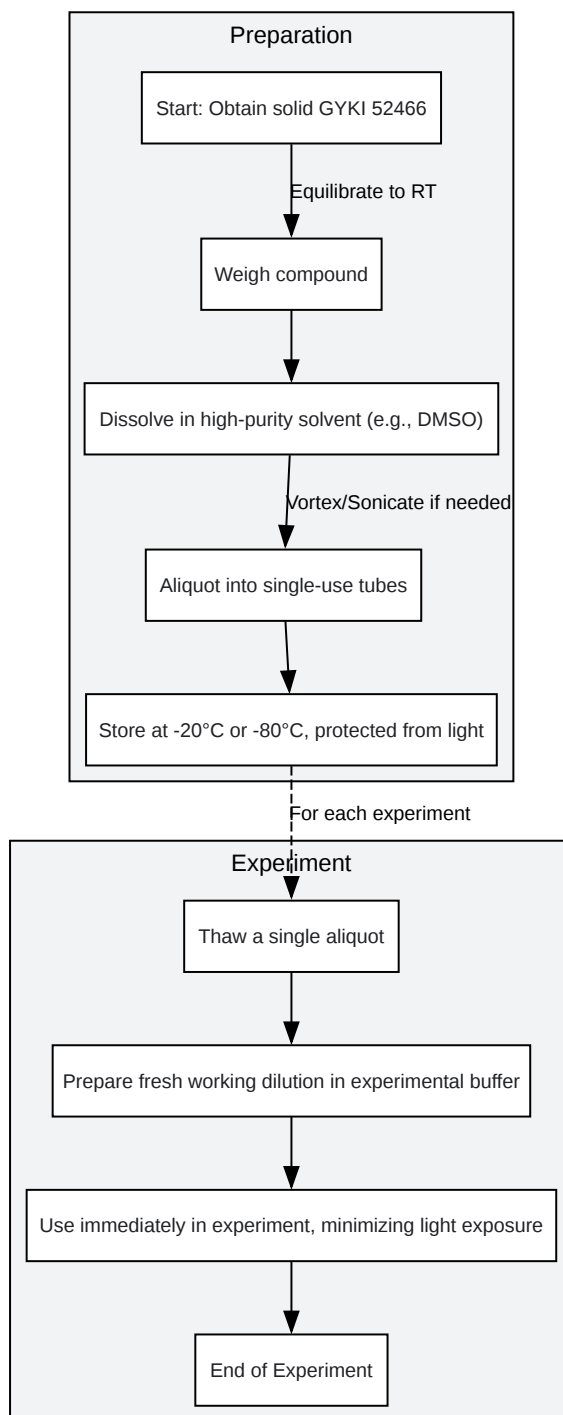 Preparation
Start: Obtain solid GYKI 52466
Equilibrate to RT
Weigh compound
Dissolve in high-purity solvent (e.g., DMSO)
Vortex/Sonicate if needed
Aliquot into single-use tubes
Store at -20°C or -80°C, protected from light
For each experiment
Experiment
Thaw a single aliquot
Prepare fresh working dilution in experimental buffer
Use immediately in experiment, minimizing light exposure
End of Experiment